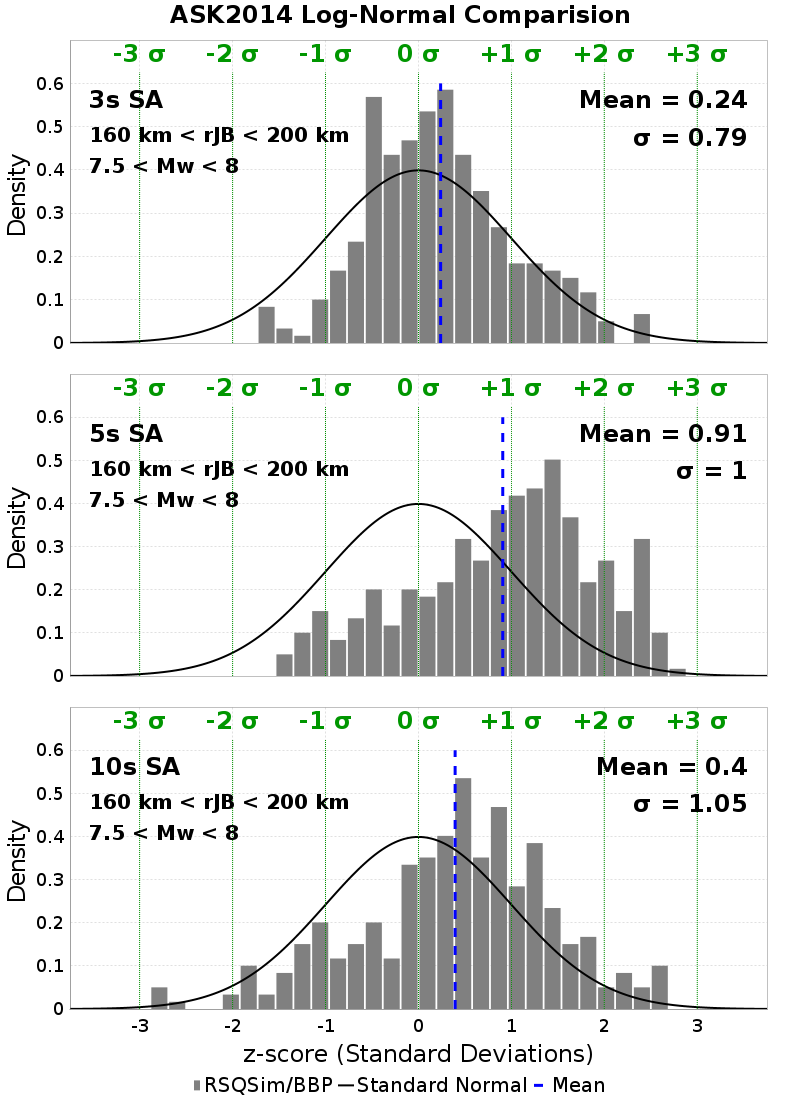 ASK2014 Log-Normal Comparision
-3 σ -2 σ -1 σ 0 σ +1 σ +2 σ +3 σ
3s SA
160 km < rJB < 200 km
7.5 < Mw < 8
Mean = 0.24
σ = 0.79
Density
0.6
0.5
0.4
0.3
0.2
0.1
0
-3 σ -2 σ -1 σ 0 σ +1 σ +2 σ +3 σ
5s SA
160 km < rJB < 200 km
7.5 < Mw < 8
Mean = 0.91
σ = 1
Density
0.6
0.5
0.4
0.3
0.2
0.1
0
-3 σ -2 σ -1 σ 0 σ +1 σ +2 σ +3 σ
10s SA
160 km < rJB < 200 km
7.5 < Mw < 8
Mean = 0.4
σ = 1.05
Density
0.6
0.5
0.4
0.3
0.2
0.1
0
-3 -2 -1 0 1 2 3
z-score (Standard Deviations)
RSQSim/BBP Standard Normal Mean